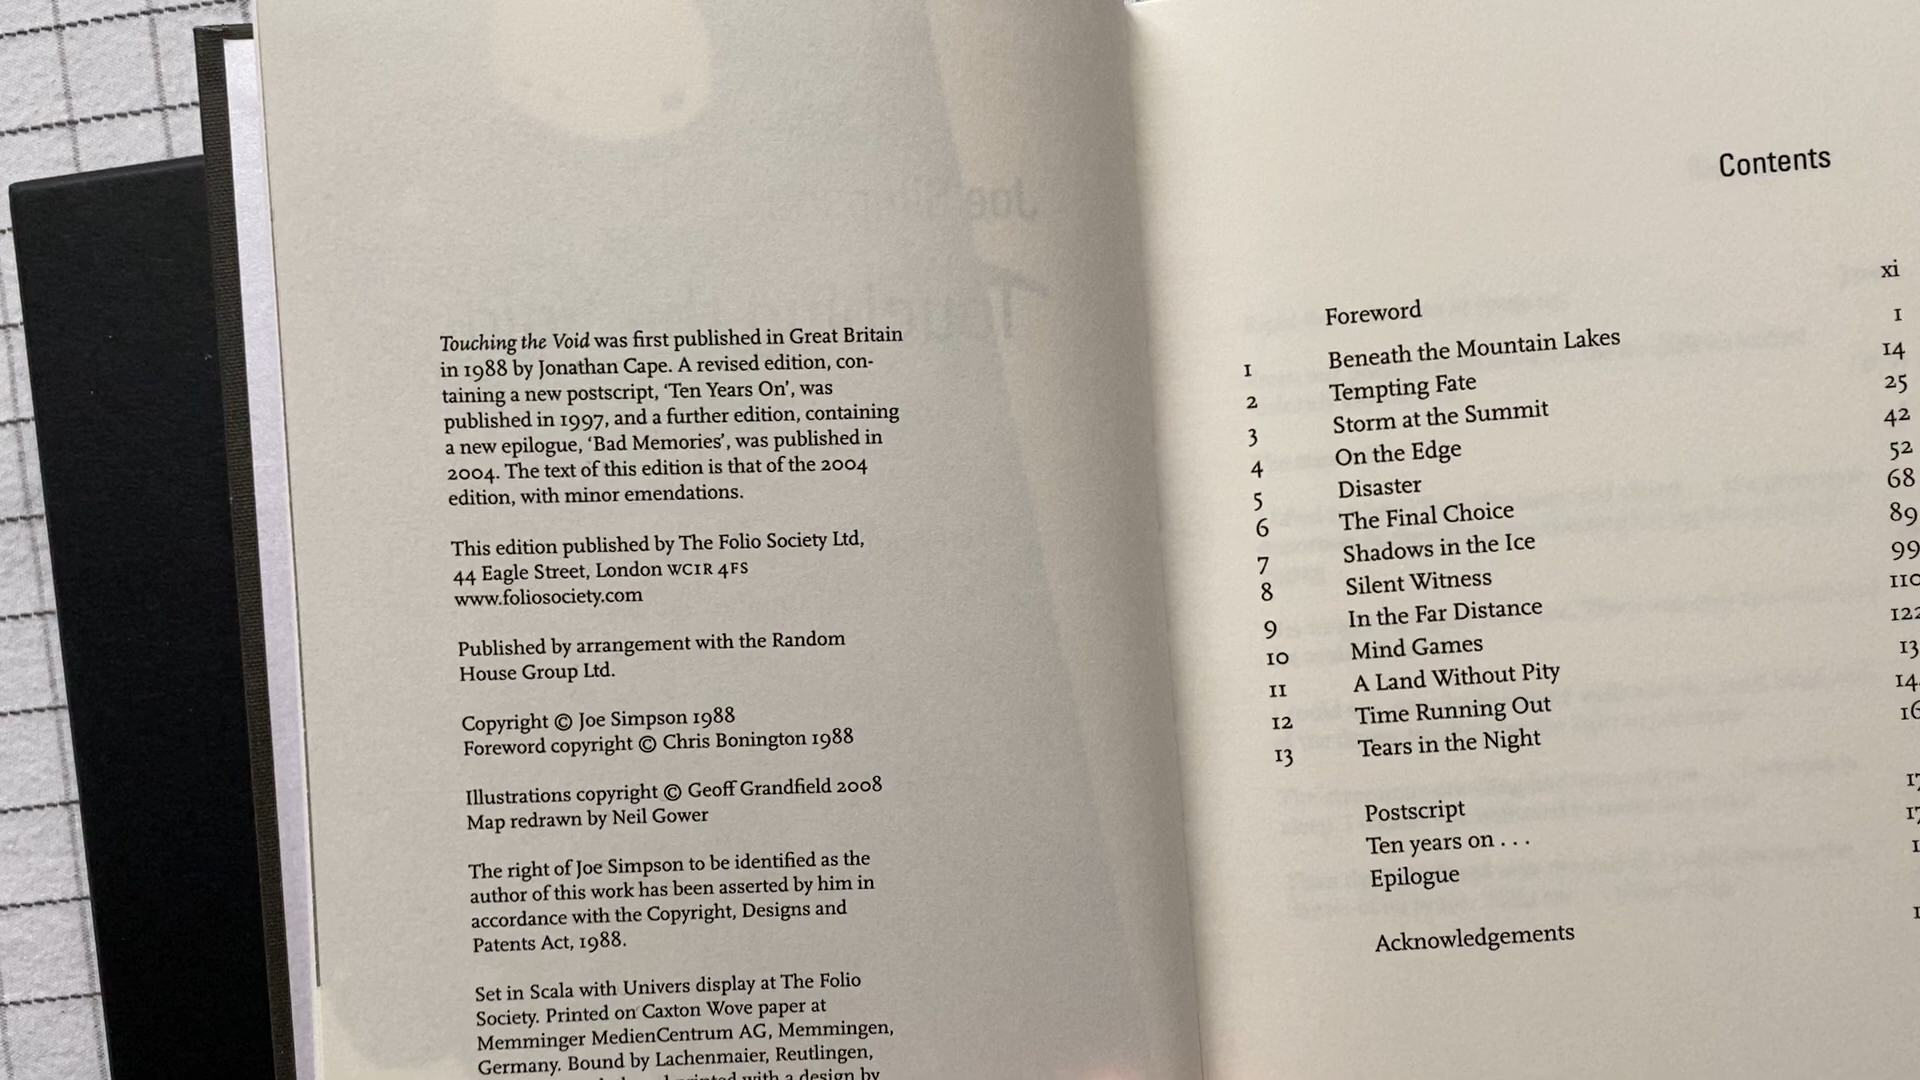 Touching the Void was first published in Great Britain
in 1988 by Jonathan Cape. A revised edition, con-
taining a new postscript, ‘Ten Years On’, was
published in 1997, and a further edition, containing
a new epilogue, ‘Bad Memories’, was published in
2004. The text of this edition is that of the 2004
edition, with minor emendations.
This edition published by The Folio Society Ltd,
44 Eagle Street, London WC1R 4FS
www.foliosociety.com
Published by arrangement with the Random
House Group Ltd.
Copyright © Joe Simpson 1988
Foreword copyright © Chris Bonington 1988
Illustrations copyright © Geoff Grandfield 2008
Map redrawn by Neil Gower
The right of Joe Simpson to be identified as the
author of this work has been asserted by him in
accordance with the Copyright, Designs and
Patents Act, 1988.
Set in Scala with Univers display at The Folio
Society. Printed on Caxton Wove paper at
Memminger MedienCentrum AG, Memmingen,
Germany. Bound by Lachenmaier, Reutlingen,
printed with a design by
Contents
Foreword xi
1 Beneath the Mountain Lakes 1
2 Tempting Fate 14
3 Storm at the Summit 25
4 On the Edge 42
5 Disaster 52
6 The Final Choice 68
7 Shadows in the Ice 89
8 Silent Witness 99
9 In the Far Distance 110
10 Mind Games 122
11 A Land Without Pity
12 Time Running Out
13 Tears in the Night
Postscript
Ten years on . . .
Epilogue
Acknowledgements